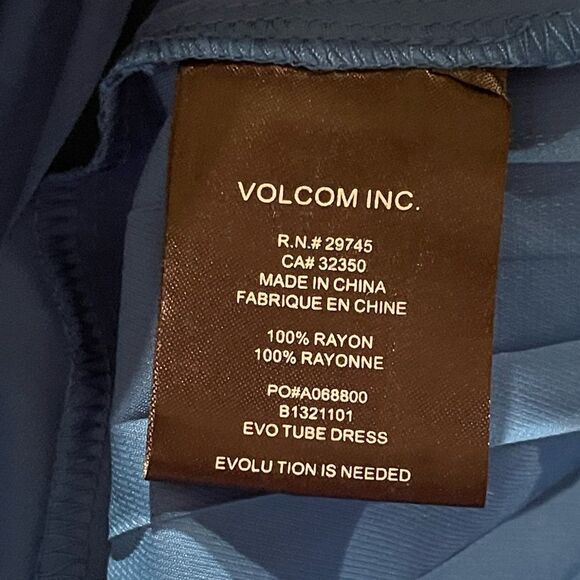 VOLCOM INC.
R.N.# 29745
CA# 32350
MADE IN CHINA
FABRIQUE EN CHINE
100% RAYON
100% RAYONNE
PO#A068800
B1321101
EVO TUBE DRESS
EVOLU TION IS NEEDED